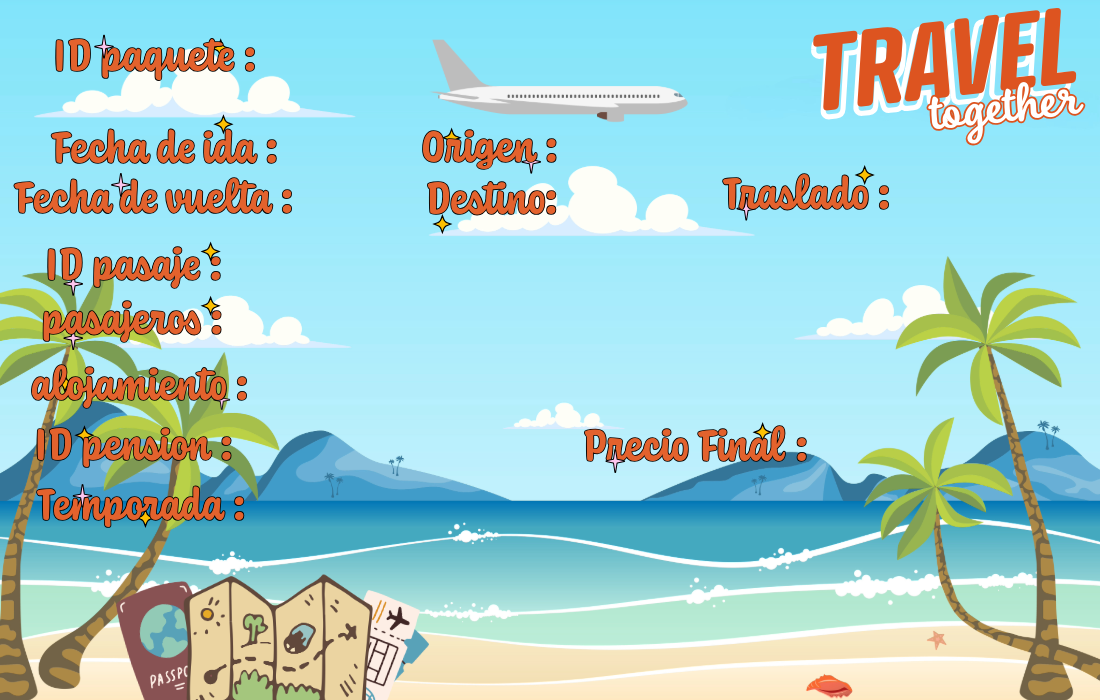 TRAVEL
together
ID paquete :
Fecha de ida :
Origen :
Fecha de vuelta :
Destino:
Traslado :
ID pasaje :
pasajeros :
alojamiento :
ID pension :
Precio Final :
Temporada :